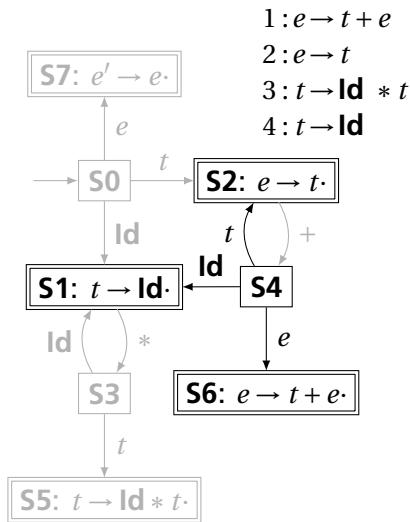 1 : e → t + e
2 : e → t
3 : t → Id * t
4 : t → Id
S7: e′ → e·
e
S0
t
S2: e → t·
Id
t
+
Id
S1: t → Id·
S4
Id
*
e
S3
S6: e → t + e·
t
S5: t → Id * t·